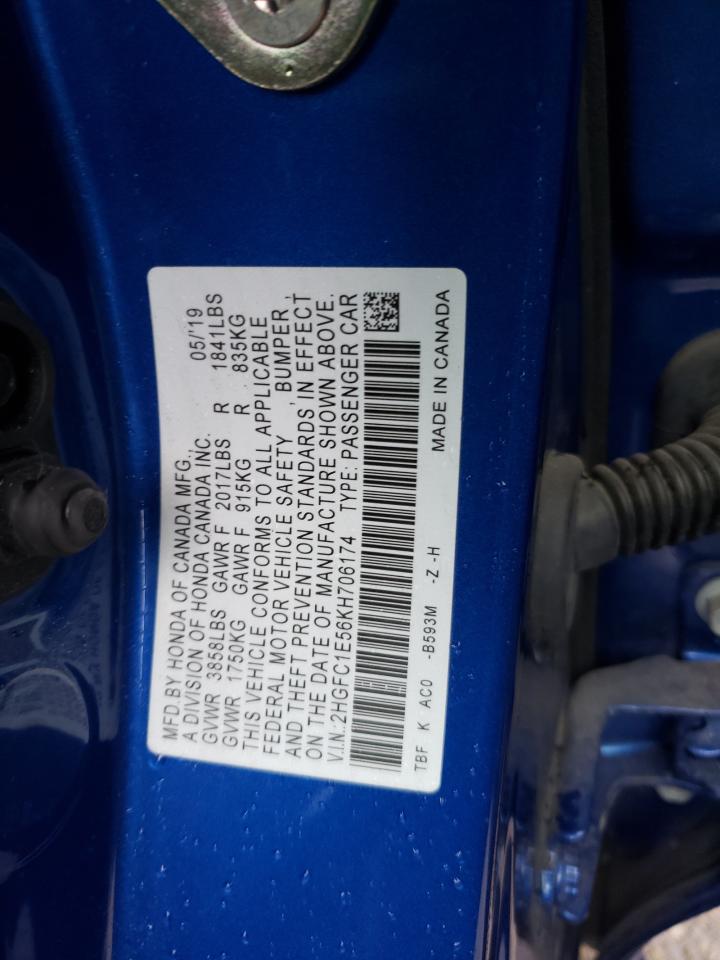 MFD.BY HONDA OF CANADA MFG., 05/'19
A DIVISION OF HONDA CANADA INC.
GVWR 3858LBS GAWR F 2017LBS R 1841LBS
GVWR 1750KG GAWR F 915KG R 835KG
THIS VEHICLE CONFORMS TO ALL APPLICABLE
FEDERAL MOTOR VEHICLE SAFETY , BUMPER ,
AND THEFT PREVENTION STANDARDS IN EFFECT
ON THE DATE OF MANUFACTURE SHOWN ABOVE.
V.I.N.:2HGFC1E56KH706174 TYPE: PASSENGER CAR
TBF K AC0 -B593M -Z -H MADE IN CANADA